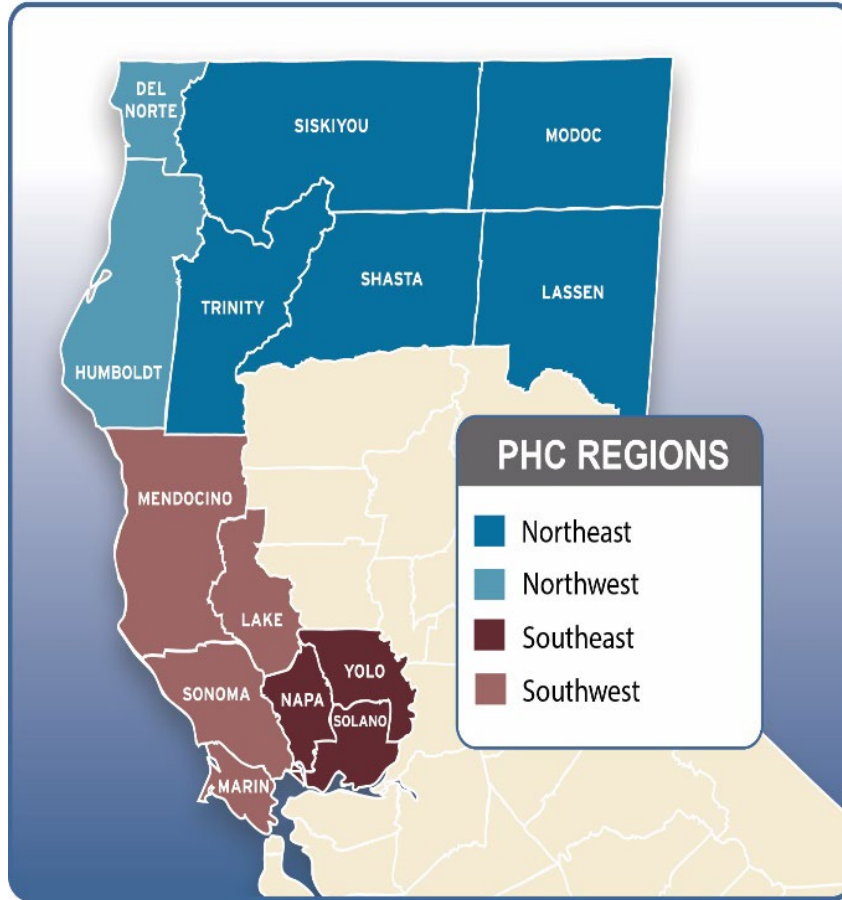 DEL
NORTE
SISKIYOU
MODOC
SHASTA
LASSEN
TRINITY
HUMBOLDT
MENDOCINO
LAKE
SONOMA
NAPA
YOLO
SOLANO
MARIN
PHC REGIONS
Northeast
Northwest
Southeast
Southwest